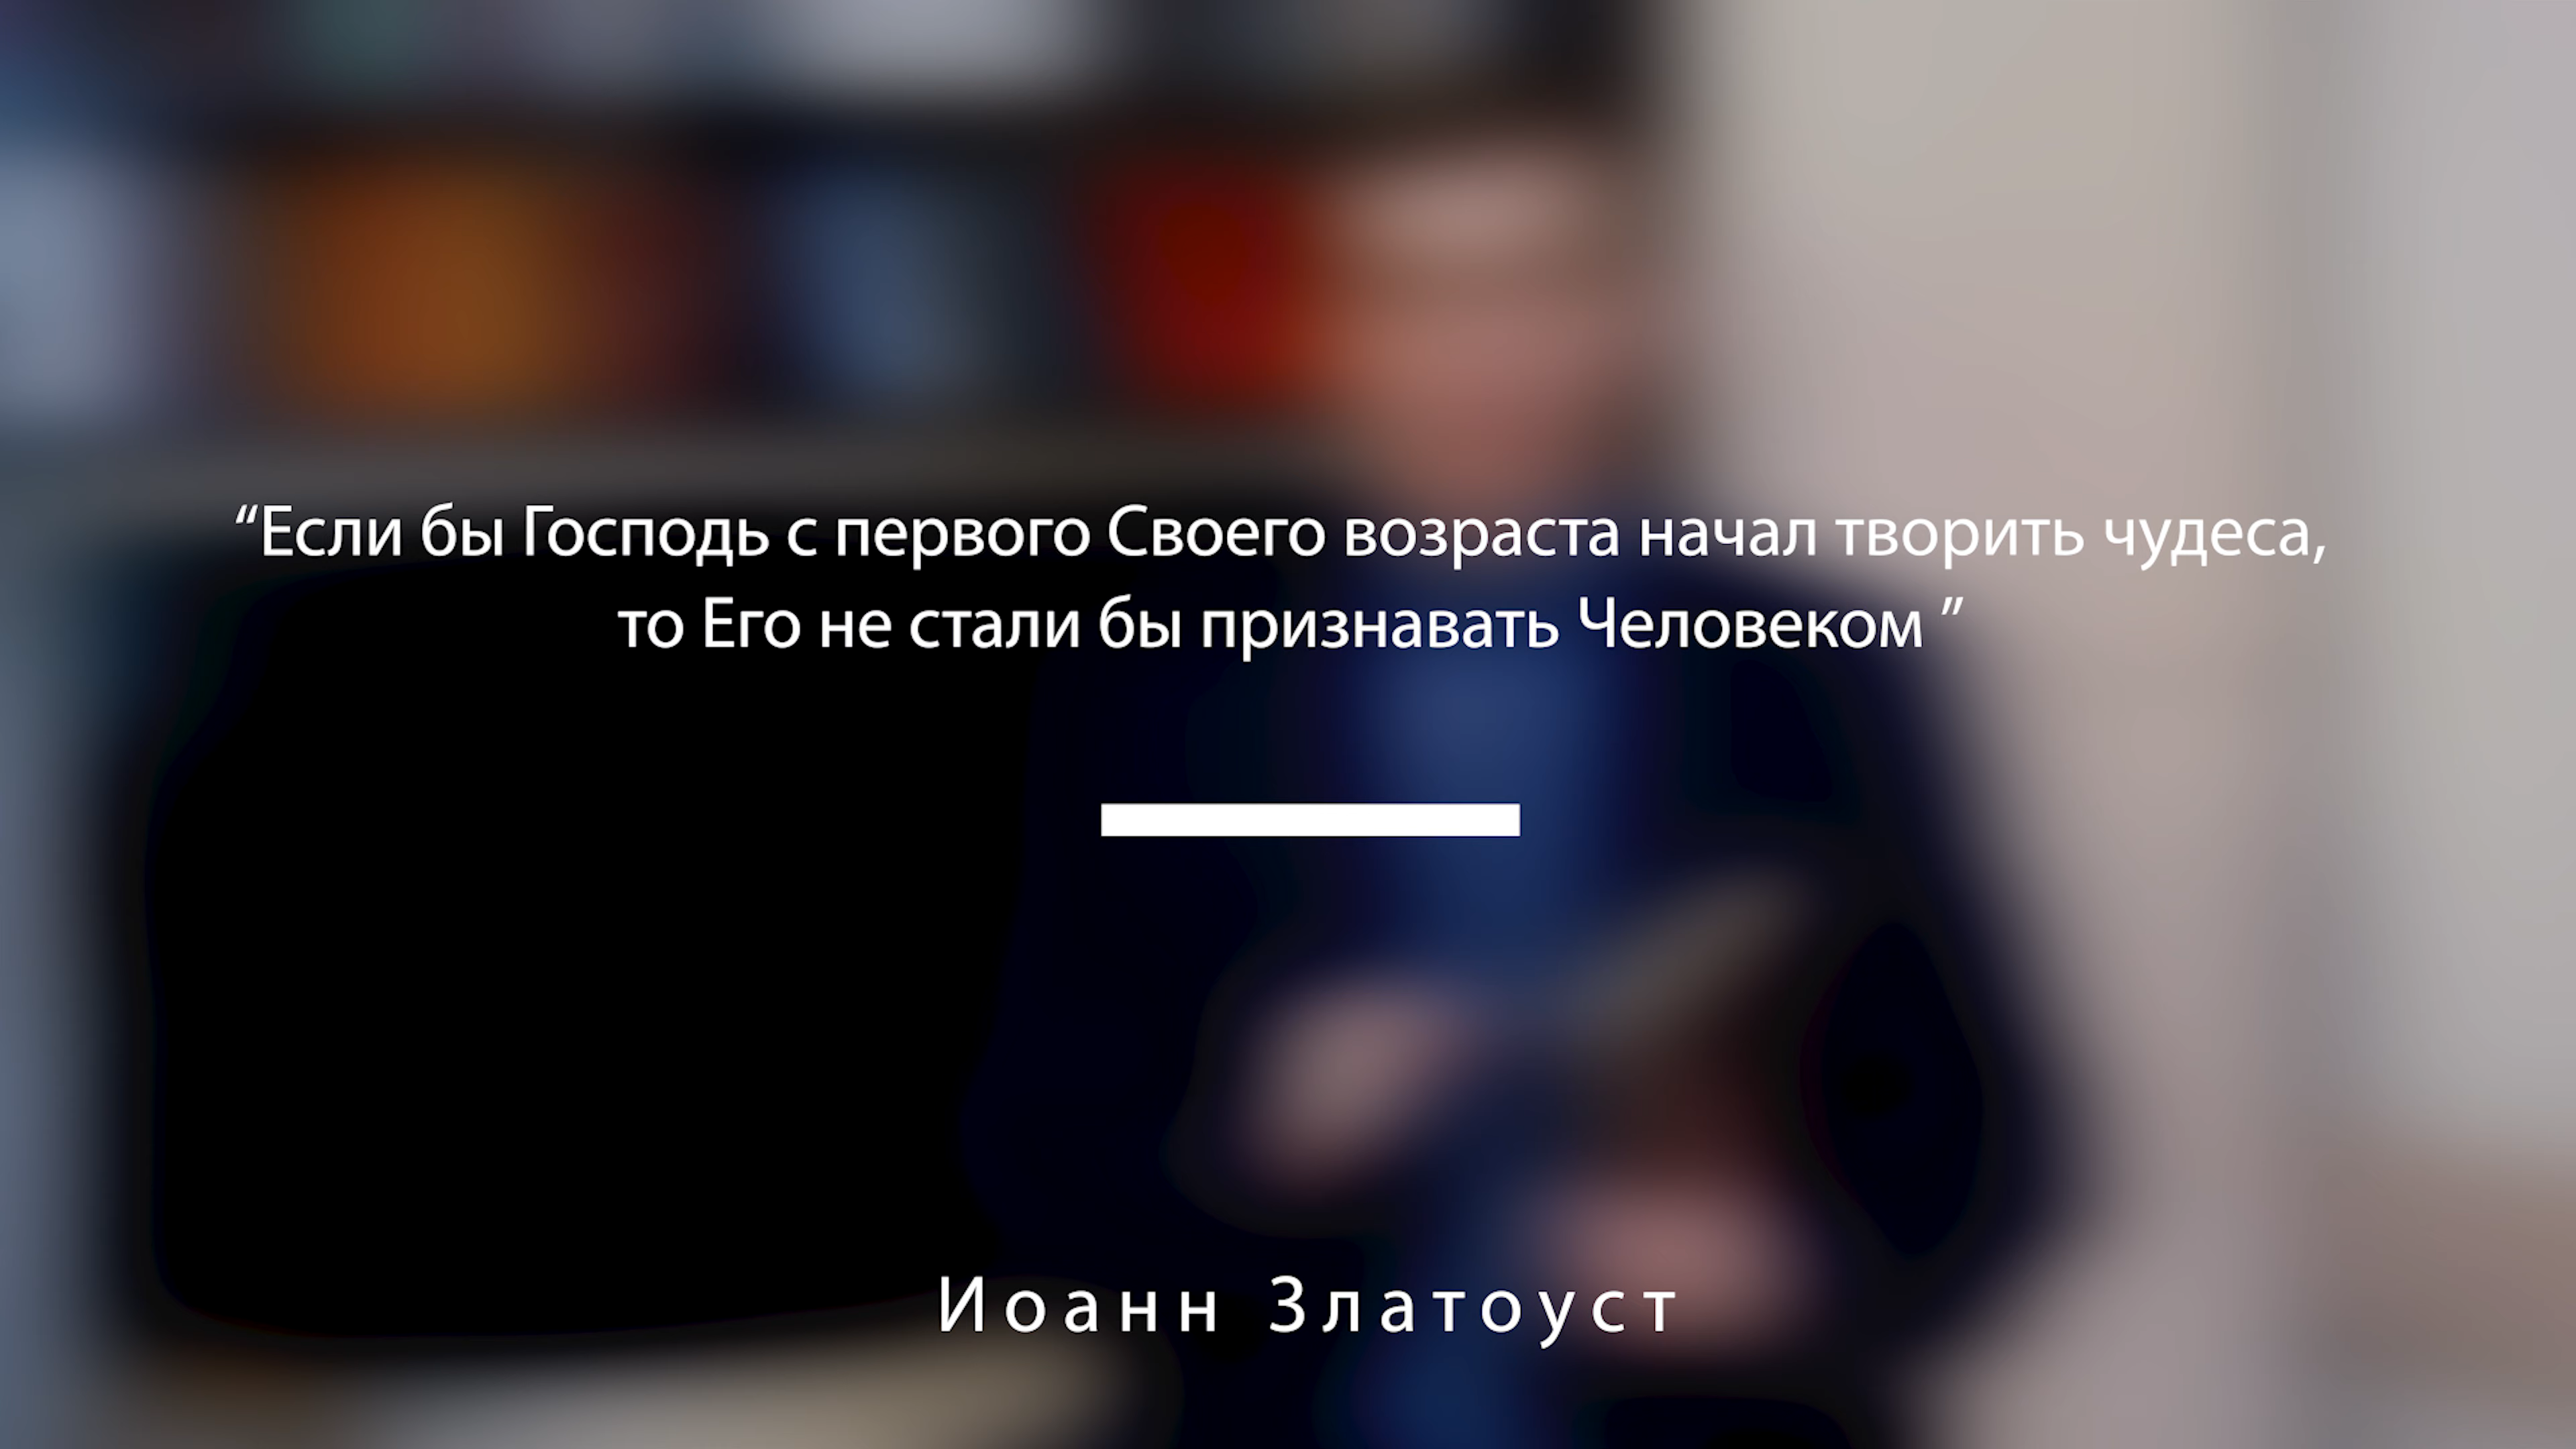 “Если бы Господь с первого Своего возраста начал творить чудеса,
то Его не стали бы признавать Человеком ”
Иоанн Златоуст